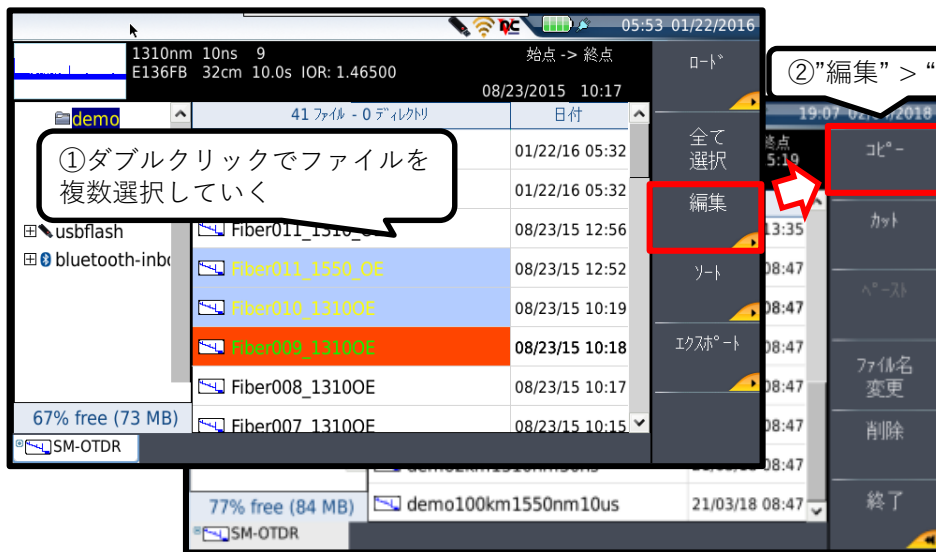 05:53 01/22/2016
1310nm 10ns 9
始点 -> 終点
E136FB 32cm 10.0s IOR: 1.46500
08/23/2015 10:17
ﾛｰﾄﾞ
②”編集” > “
demo
41 ﾌｧｲﾙ - 0 ﾃﾞｨﾚｸﾄﾘ
日付
①ダブルクリックでファイルを
複数選択していく
01/22/16 05:32
01/22/16 05:32
usbflash
08/23/15 12:56
bluetooth-inb
Fiber011_1550_OE
08/23/15 12:52
Fiber010_1310OE
08/23/15 10:19
Fiber009_1310OE
08/23/15 10:18
Fiber008_1310OE
08/23/15 10:17
Fiber007_1310OE
08/23/15 10:15
67% free (73 MB)
SM-OTDR
全て
選択
編集
ｿｰﾄ
ｴｸｽﾎﾟｰﾄ
19:07
終点
5:19
13:35
08:47
08:47
08:47
08:47
08:47
08:47
demo100km1550nm10us
21/03/18 08:47
77% free (84 MB)
SM-OTDR
ｺﾋﾟｰ
ｶｯﾄ
ﾍﾟｰｽﾄ
ﾌｧｲﾙ名
変更
削除
終了